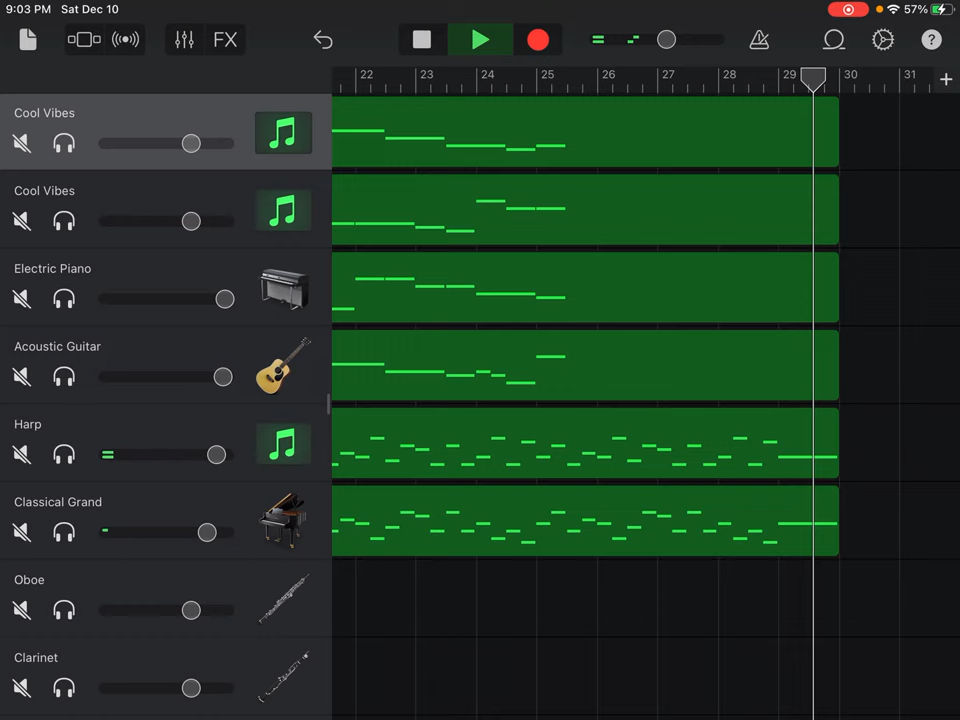 9:03 PM Sat Dec 10 57%
FX ?
22 23 24 25 26 27 28 29 30 31 +
Cool Vibes
Cool Vibes
Electric Piano
Acoustic Guitar
Harp
Classical Grand
Oboe
Clarinet